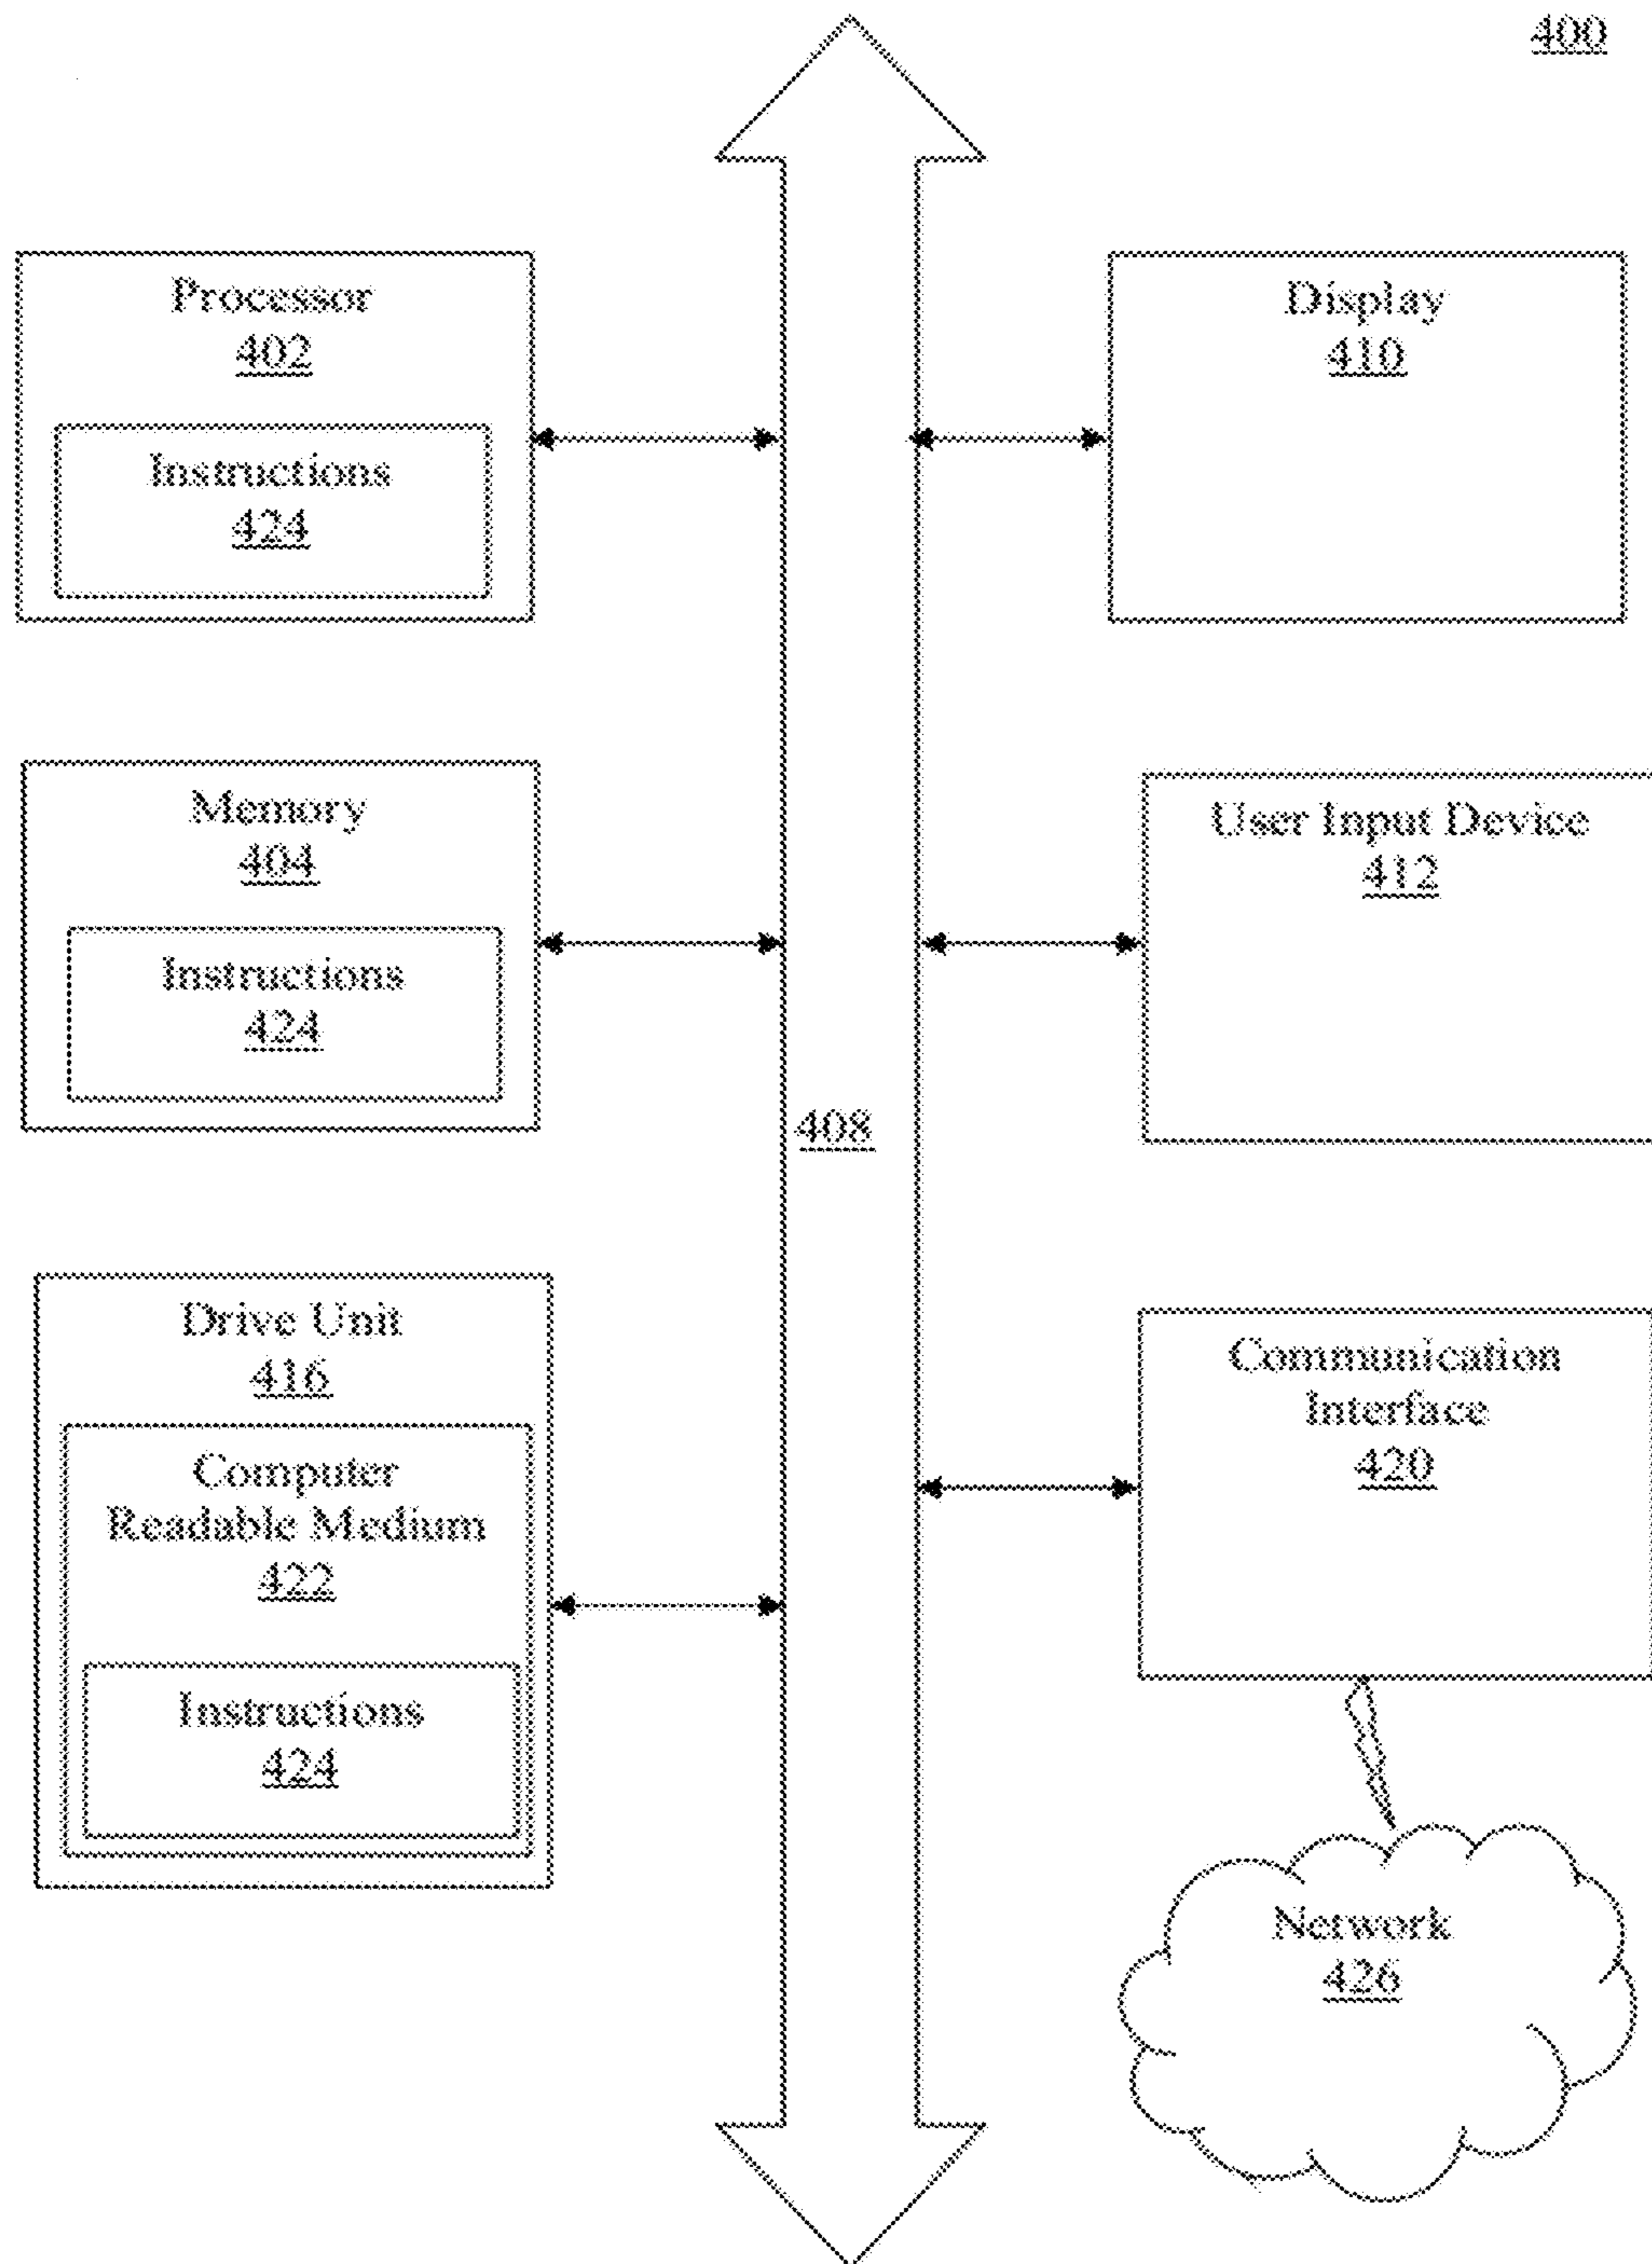 400
Processor
402
Instructions
424
Display
410
Memory
404
Instructions
424
User Input Device
412
408
Drive Unit
416
Computer
Readable Medium
422
Instructions
424
Communication
Interface
420
Network
426